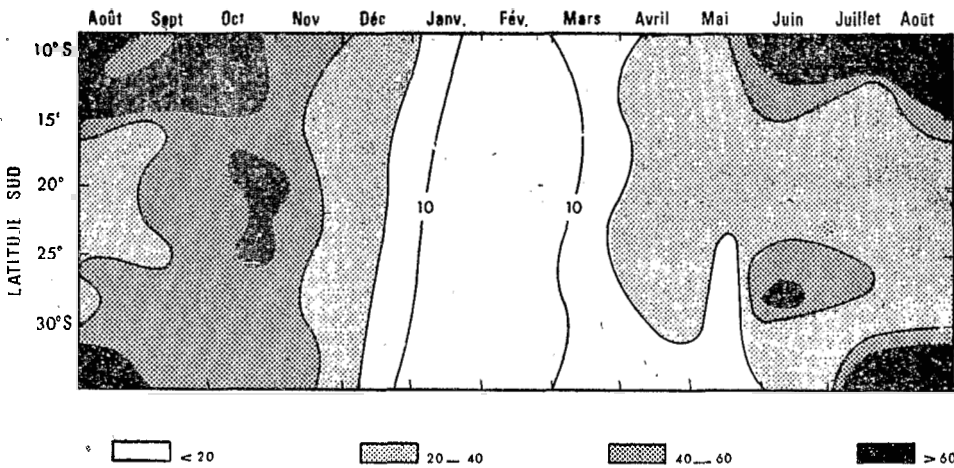 Août Sept Oct Nov Déc Janv. Fév. Mars Avril Mai Juin Juillet Août
10°S
15°
20°
25°
30°S
LATITUDE SUD
10
10
< 20
20 — 40
40 — 60
> 60